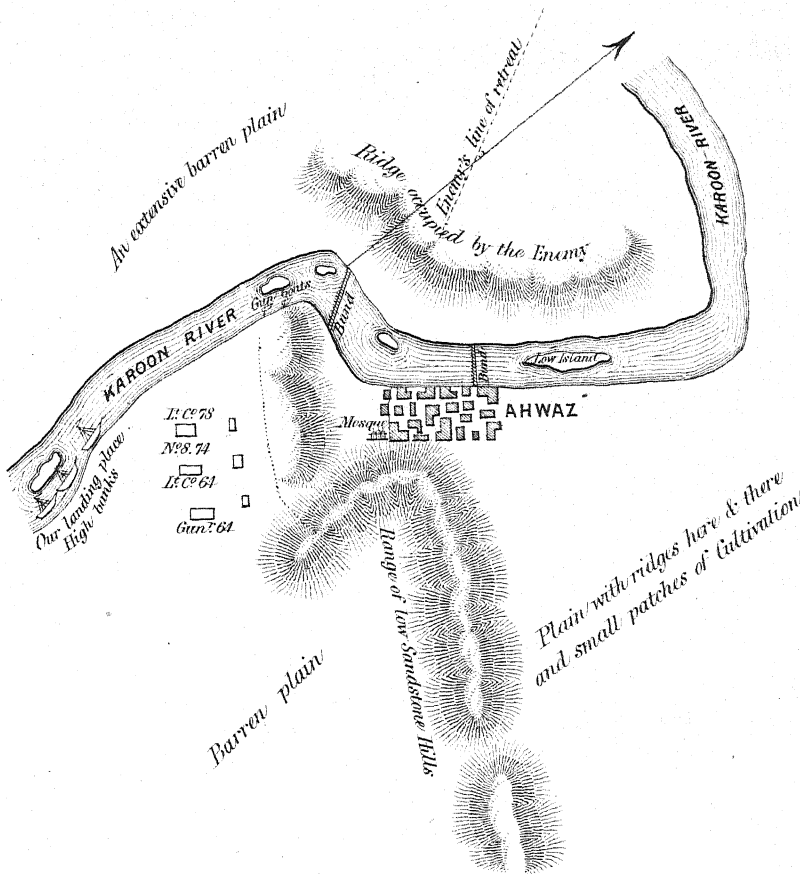 An extensive barren plain
Enemy's line of retreat
Ridge occupied by the Enemy
KAROON-RIVER
Gun boats
KAROON RIVER
Bund
Bund
Low Island
AHWAZ
Mosque
Lt. Co. 78
No 8. 74
Lt. Co 64
Gunr. 64
Our landing place
High banks
Range of low Sandstone Hills
Barren plain
Plain with ridges here & there
and small patches of Cultivation